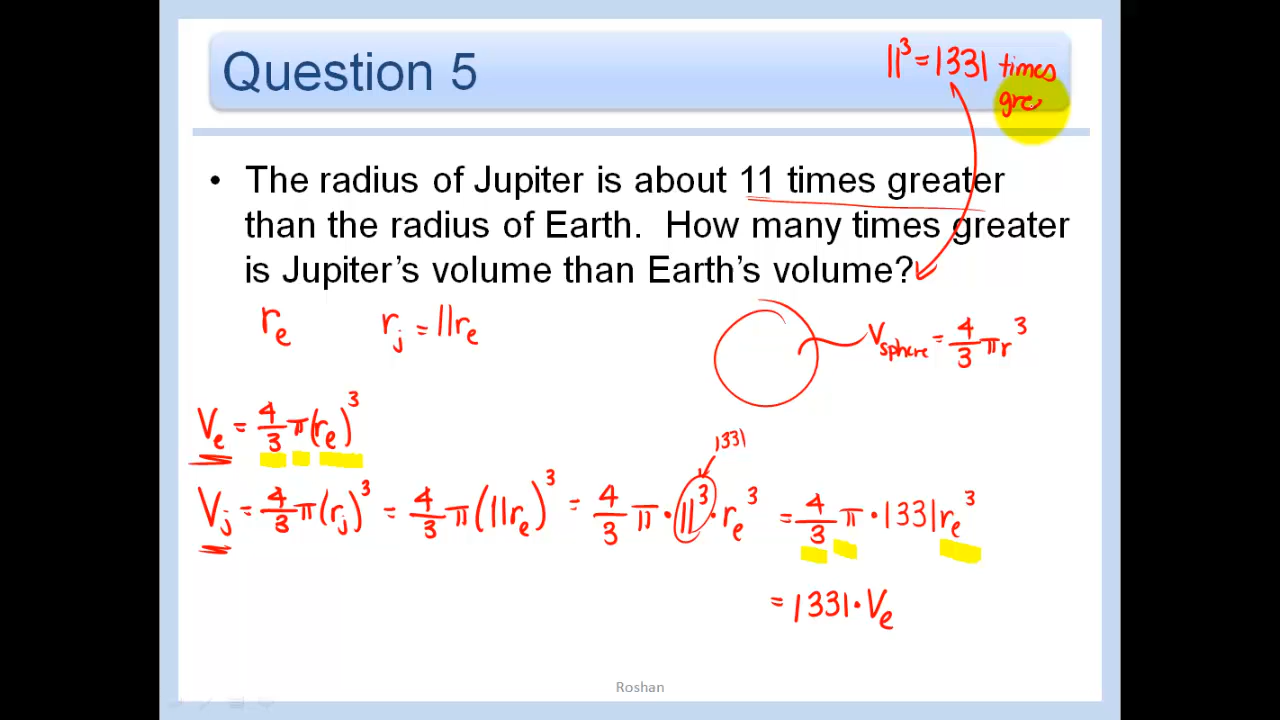 Question 5
11³ = 1331 times
gre
• The radius of Jupiter is about 11 times greater
than the radius of Earth. How many times greater
is Jupiter's volume than Earth's volume?
rₑ rⱼ = 11rₑ
V sphere = 4/3 πr³
Vₑ = 4/3 π(rₑ)³
1331
Vⱼ = 4/3 π(rⱼ)³ = 4/3 π(11rₑ)³ = 4/3 π · 11³ · rₑ³ = 4/3 π · 1331rₑ³
= 1331 · Vₑ
Roshan